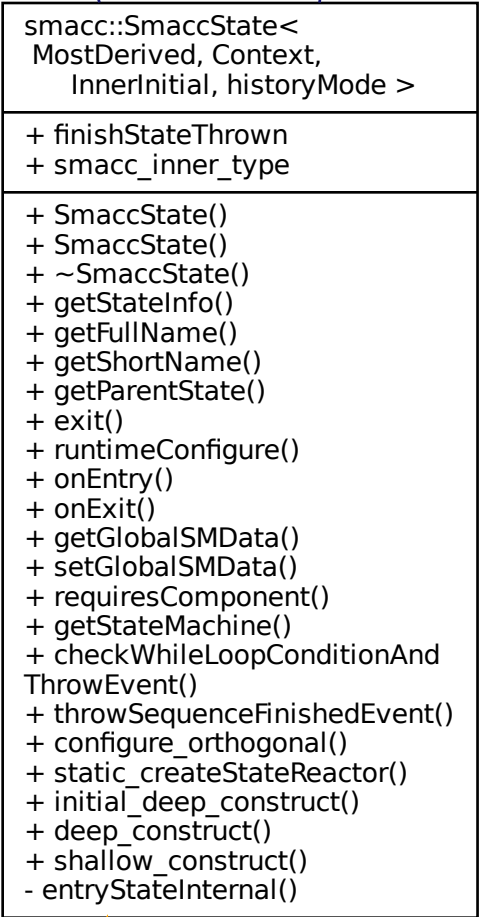 smacc::SmaccState<
MostDerived, Context,
InnerInitial, historyMode >
+ finishStateThrown
+ smacc_inner_type
+ SmaccState()
+ SmaccState()
+ ~SmaccState()
+ getStateInfo()
+ getFullName()
+ getShortName()
+ getParentState()
+ exit()
+ runtimeConfigure()
+ onEntry()
+ onExit()
+ getGlobalSMData()
+ setGlobalSMData()
+ requiresComponent()
+ getStateMachine()
+ checkWhileLoopConditionAnd
ThrowEvent()
+ throwSequenceFinishedEvent()
+ configure_orthogonal()
+ static_createStateReactor()
+ initial_deep_construct()
+ deep_construct()
+ shallow_construct()
- entryStateInternal()